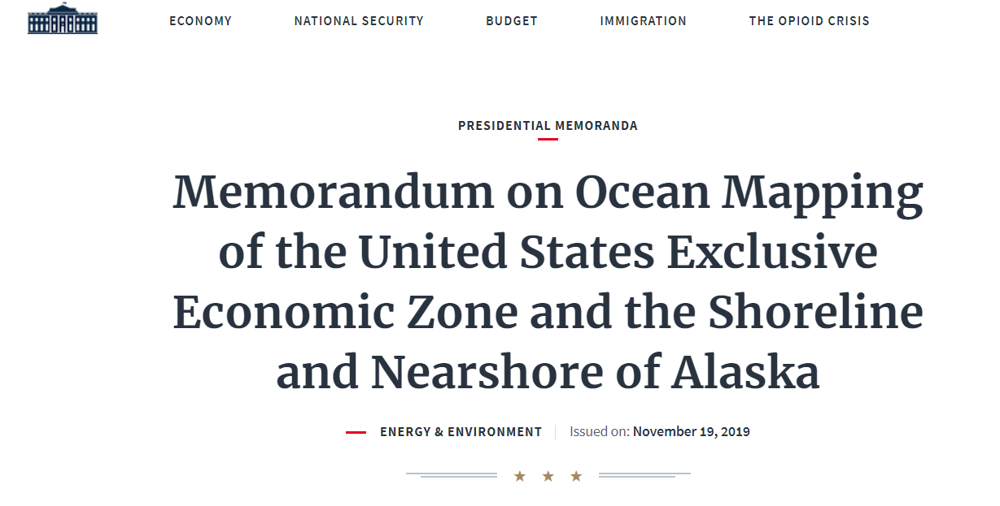 ECONOMY NATIONAL SECURITY BUDGET IMMIGRATION THE OPIOID CRISIS
PRESIDENTIAL MEMORANDA
Memorandum on Ocean Mapping
of the United States Exclusive
Economic Zone and the Shoreline
and Nearshore of Alaska
ENERGY & ENVIRONMENT Issued on: November 19, 2019